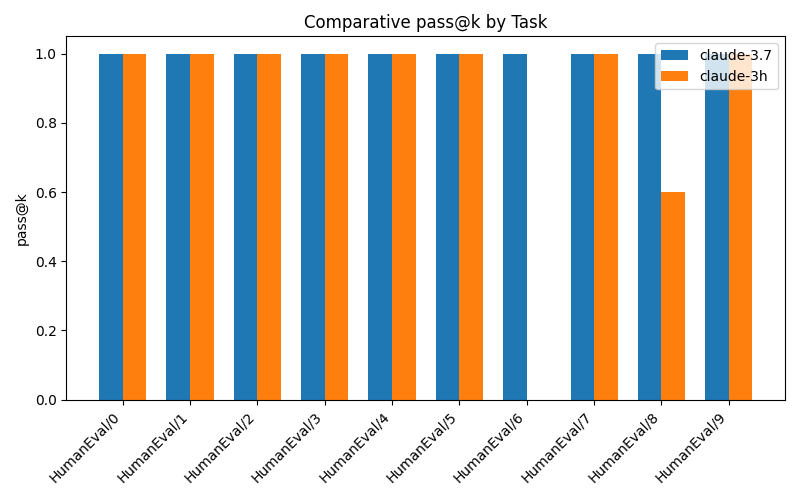 Comparative pass@k by Task
claude-3.7
claude-3h
pass@k
1.0
0.8
0.6
0.4
0.2
0.0
HumanEval/0
HumanEval/1
HumanEval/2
HumanEval/3
HumanEval/4
HumanEval/5
HumanEval/6
HumanEval/7
HumanEval/8
HumanEval/9